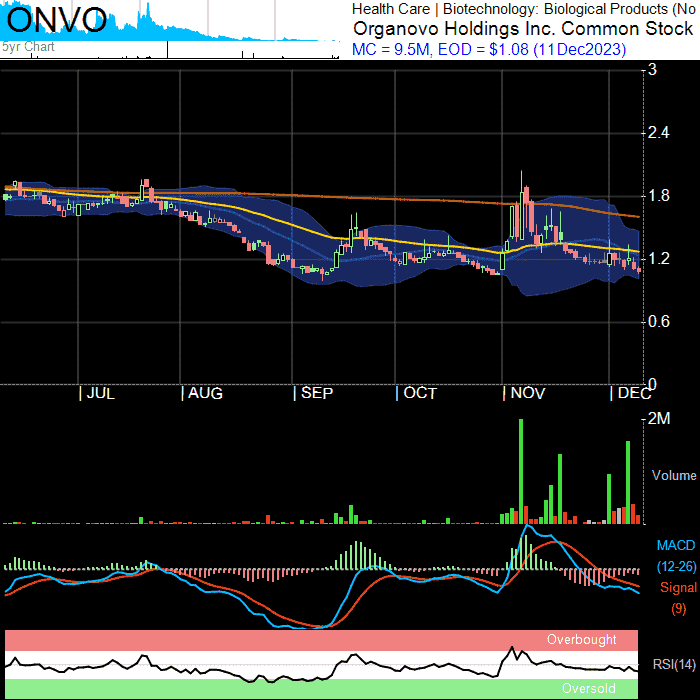 ONVO
5yr Chart
Health Care | Biotechnology: Biological Products (No
Organovo Holdings Inc. Common Stock
MC = 9.5M, EOD = $1.08 (11Dec2023)
3
2.4
1.8
1.2
0.6
0
JUL AUG SEP OCT NOV DEC
2M
Volume
MACD
(12-26)
Signal
(9)
Overbought
RSI(14)
Oversold